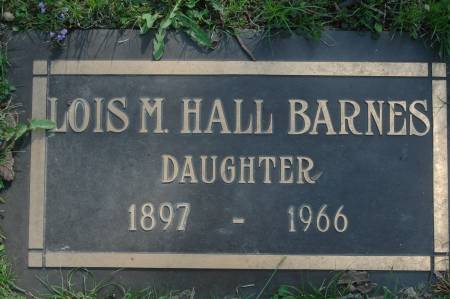 LOIS M. HALL BARNES
DAUGHTER
1897 - 1966